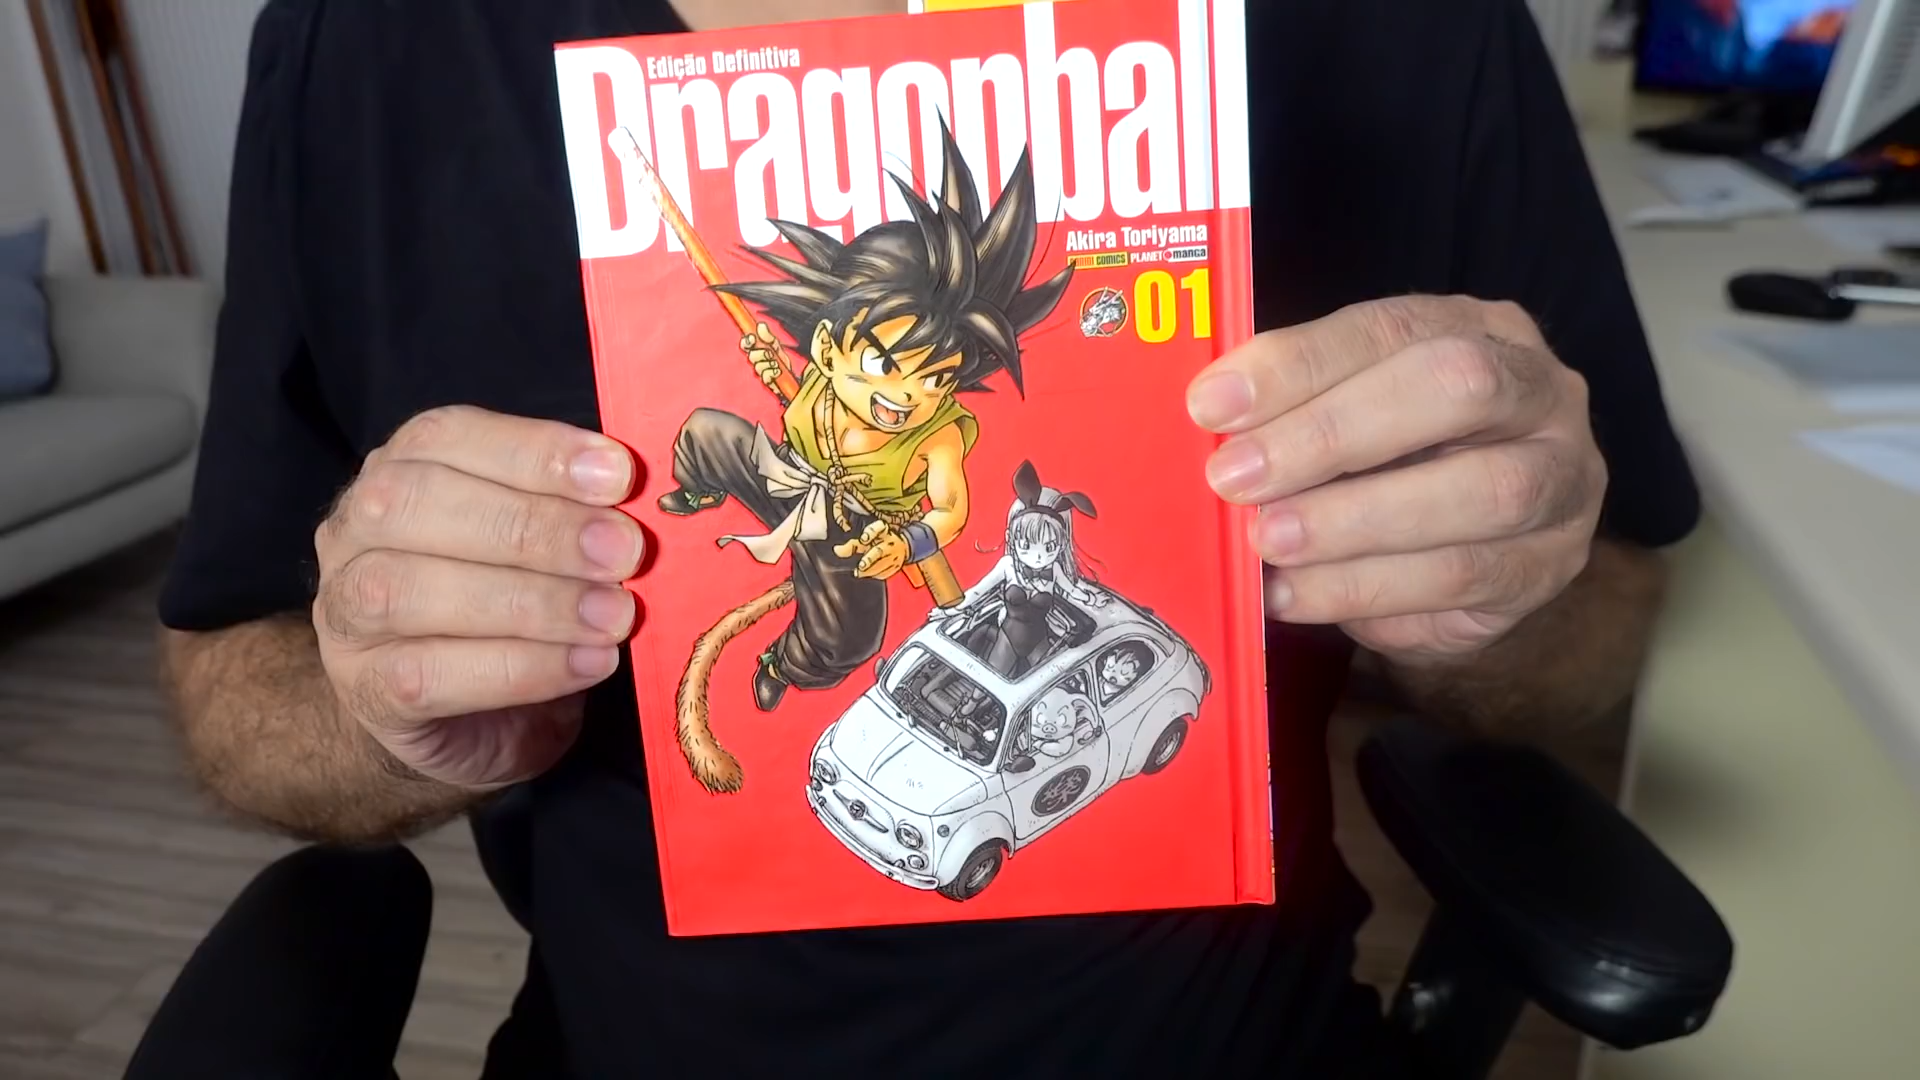 Edição Definitiva
Dragonball
Akira Toriyama
PANINI COMICS PLANET manga
01